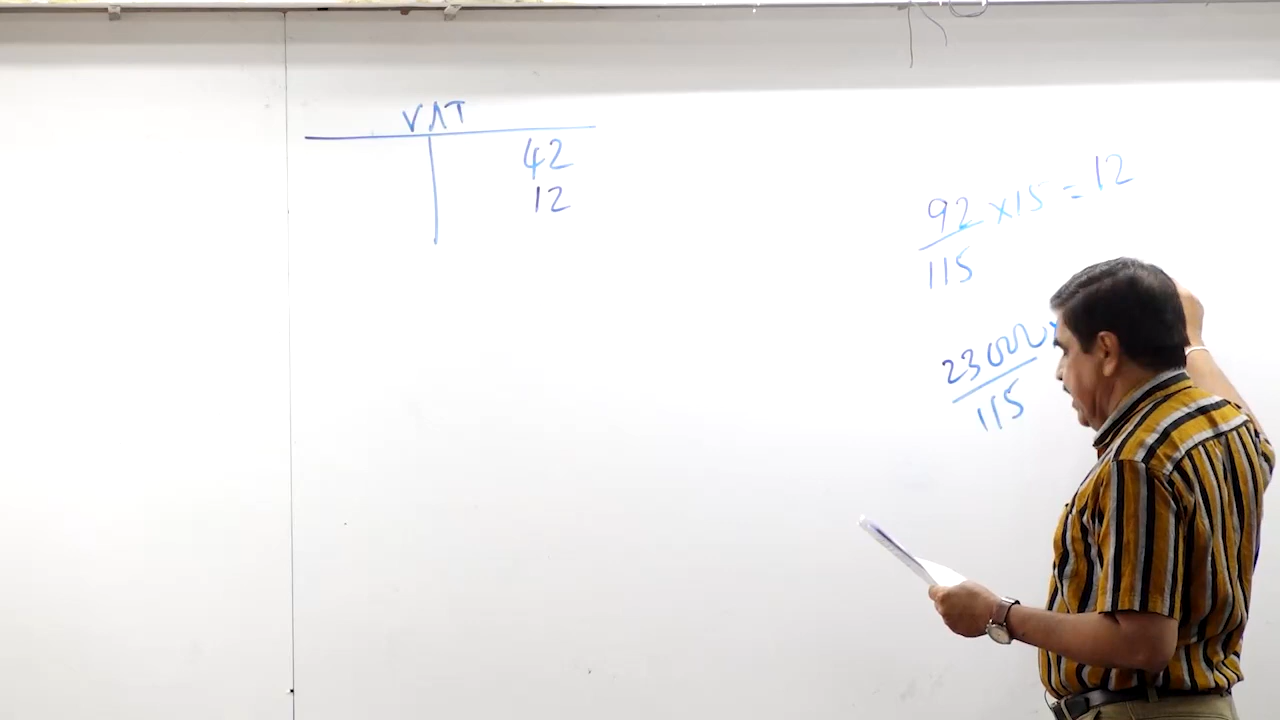 VAT
42
12
92 × 15 = 12
115
23000 ×
115